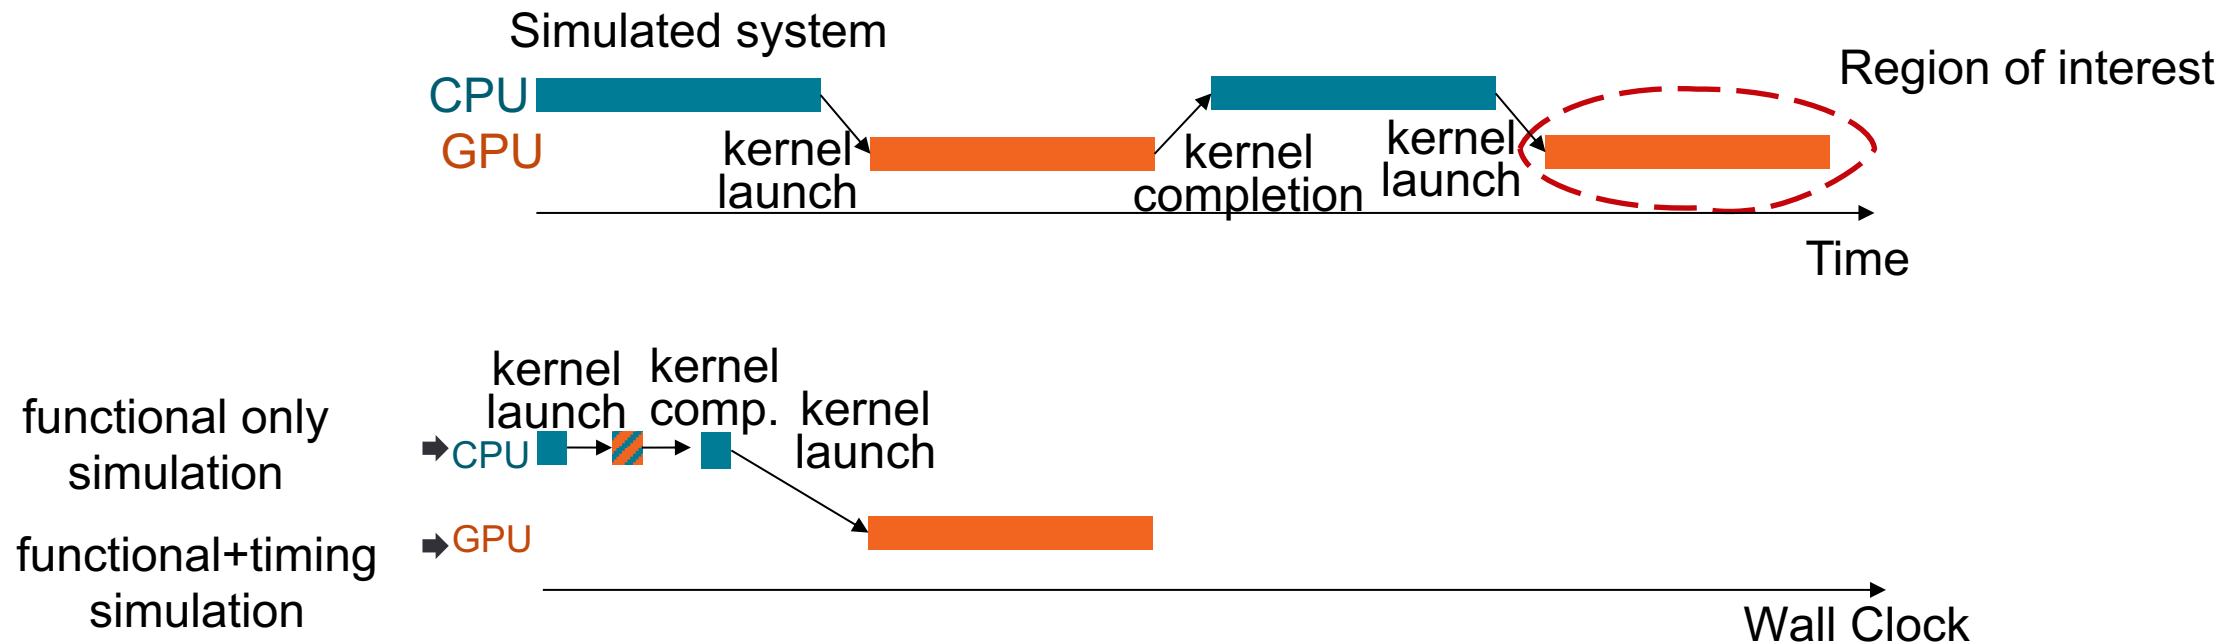 Simulated system
Region of interest
CPU
GPU
kernel
launch
kernel
completion
kernel
launch
Time
kernel
launch
kernel
comp.
kernel
launch
functional only
simulation
CPU
functional+timing
simulation
GPU
Wall Clock